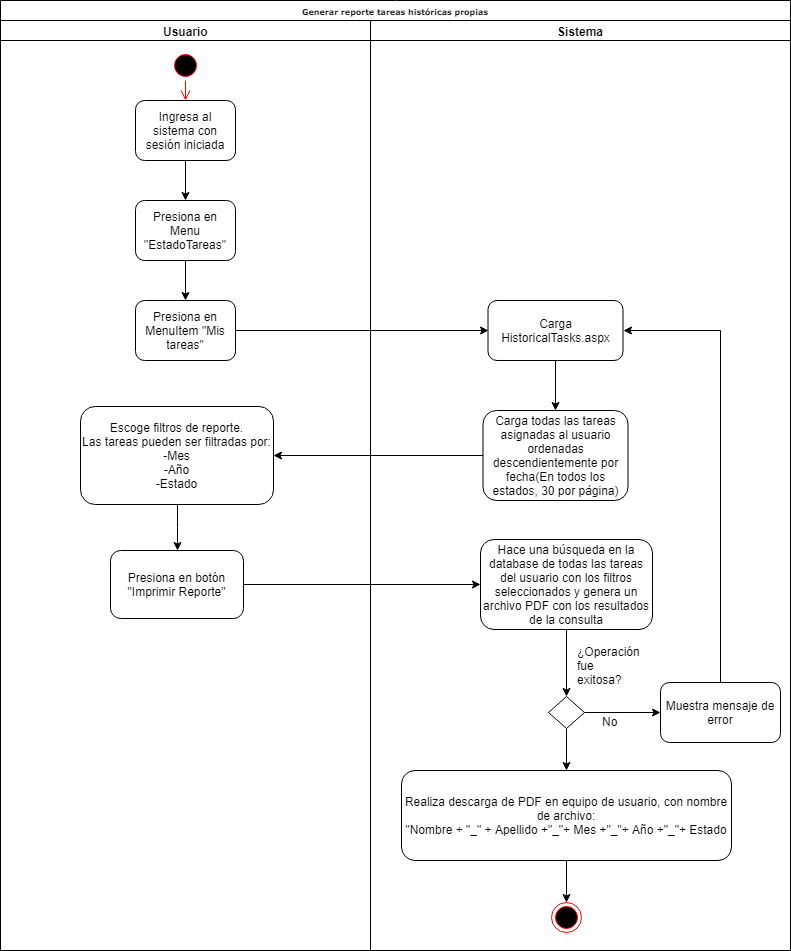 Generar reporte tareas históricas propias
Usuario
Sistema
Ingresa al
sistema con
sesión iniciada
Presiona en
Menu
"EstadoTareas"
Presiona en
MenuItem "Mis
tareas"
Carga
HistoricalTasks.aspx
Carga todas las tareas
asignadas al usuario
ordenadas
descendientemente por
fecha(En todos los
estados, 30 por página)
Escoge filtros de reporte.
Las tareas pueden ser filtradas por:
-Mes
-Año
-Estado
Presiona en botón
"Imprimir Reporte"
Hace una búsqueda en la
database de todas las tareas
del usuario con los filtros
seleccionados y genera un
archivo PDF con los resultados
de la consulta
¿Operación
fue
exitosa?
No
Muestra mensaje de
error
Realiza descarga de PDF en equipo de usuario, con nombre
de archivo:
"Nombre + "_" + Apellido +"_"+ Mes +"_"+ Año +"_"+ Estado